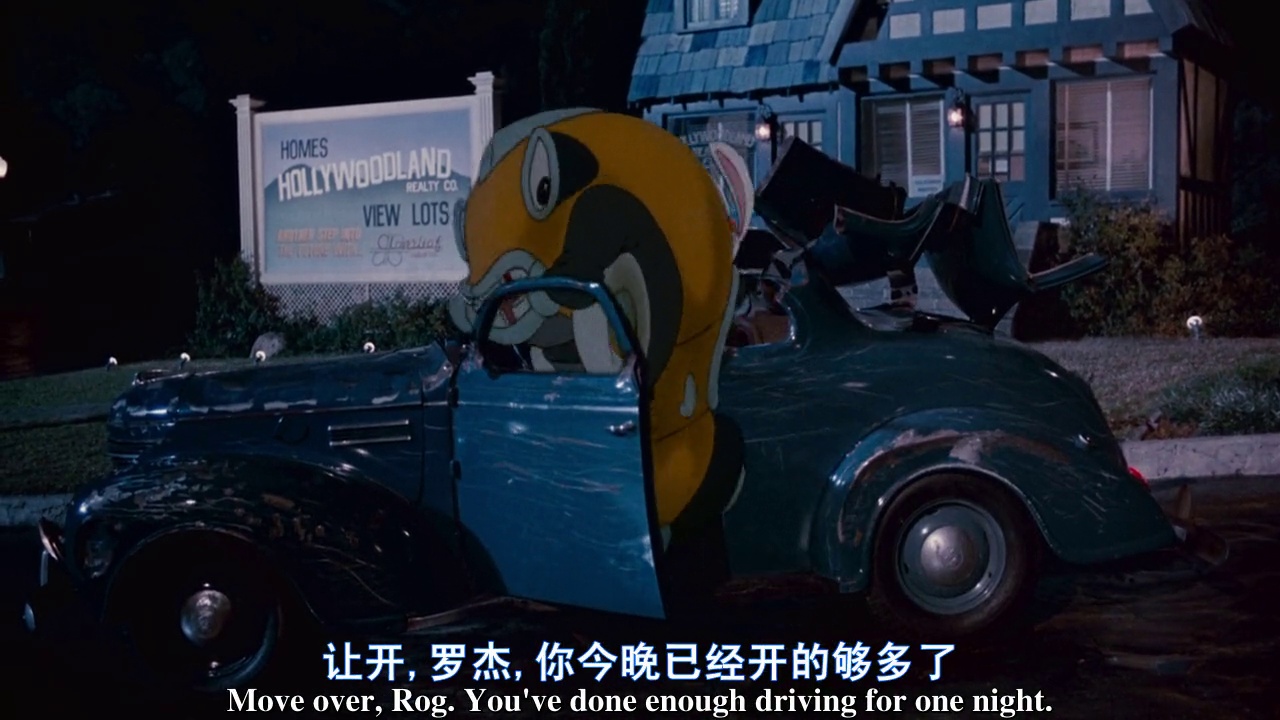 HOMES
HOLLYWOODLAND
REALTY CO.
VIEW LOTS
让开,罗杰,你今晚已经开的够多了
Move over, Rog. You've done enough driving for one night.